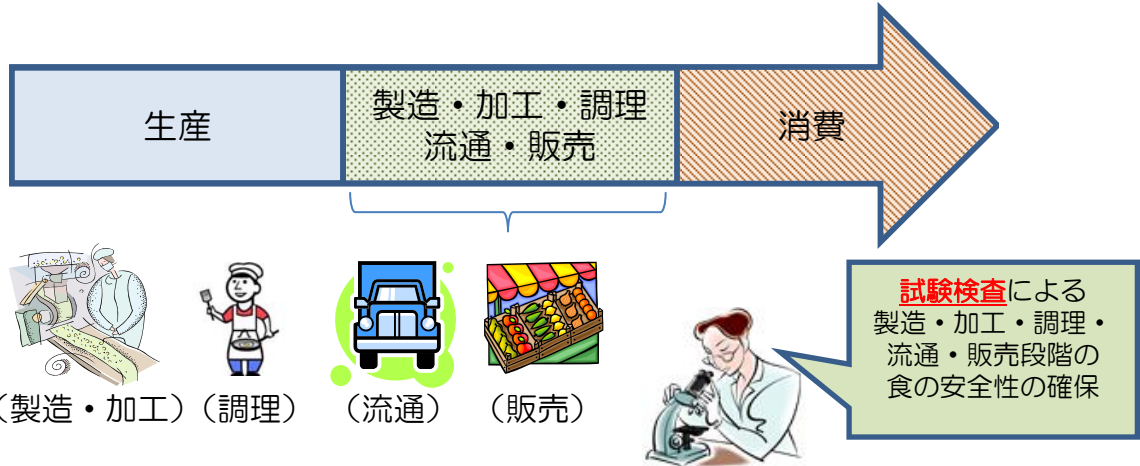 生産
製造・加工・調理
流通・販売
消費
(製造・加工)
(調理)
(流通)
(販売)
試験検査による
製造・加工・調理・
流通・販売段階の
食の安全性の確保